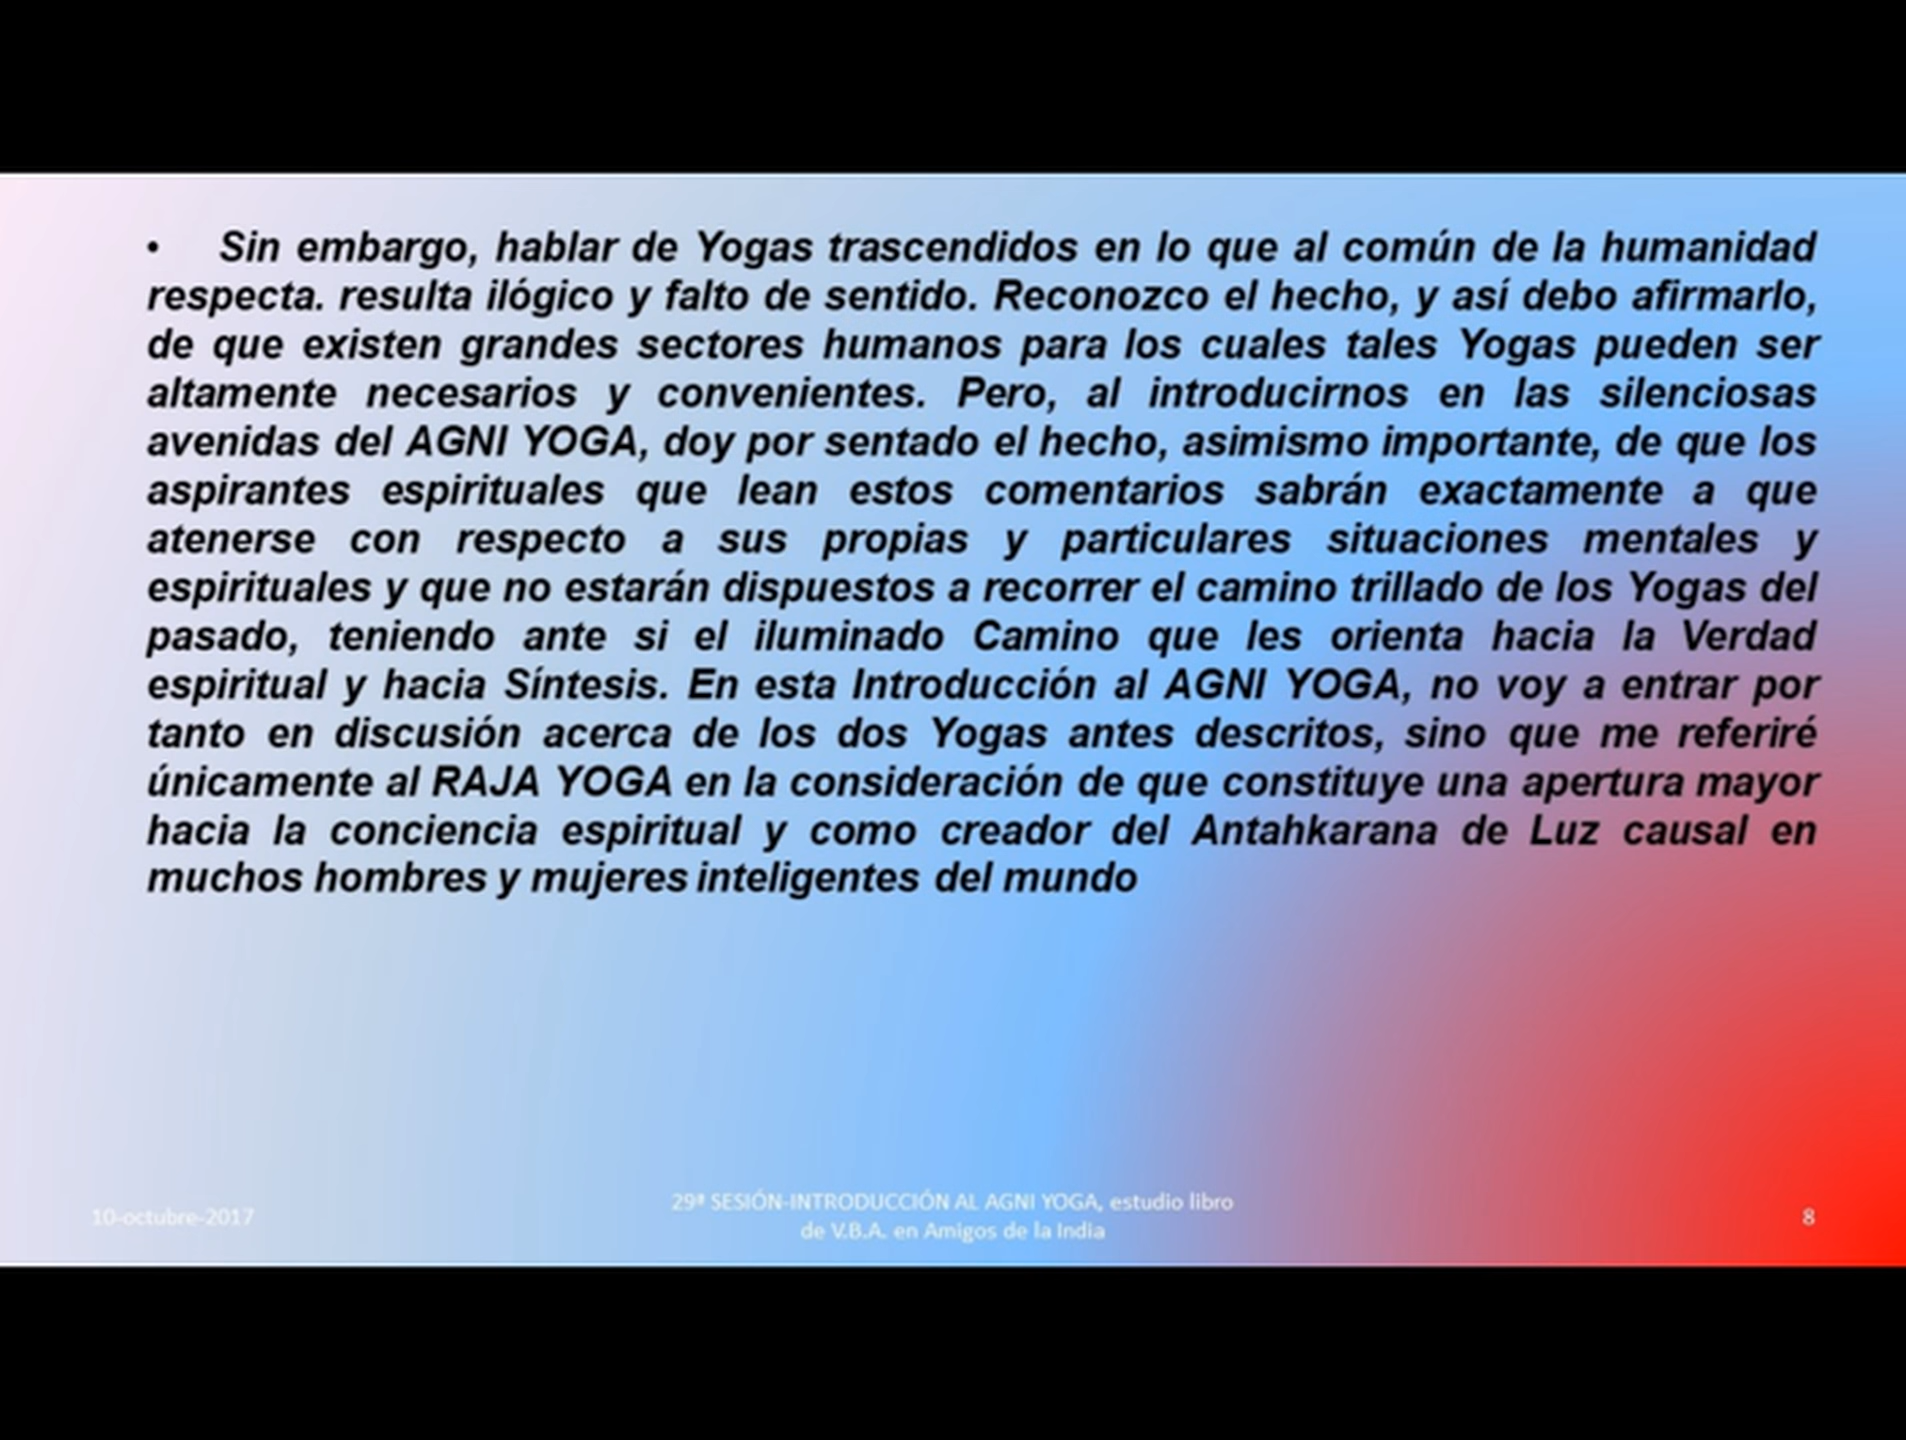 • Sin embargo, hablar de Yogas trascendidos en lo que al común de la humanidad
respecta. resulta ilógico y falto de sentido. Reconozco el hecho, y así debo afirmarlo,
de que existen grandes sectores humanos para los cuales tales Yogas pueden ser
altamente necesarios y convenientes. Pero, al introducirnos en las silenciosas
avenidas del AGNI YOGA, doy por sentado el hecho, asimismo importante, de que los
aspirantes espirituales que lean estos comentarios sabrán exactamente a que
atenerse con respecto a sus propias y particulares situaciones mentales y
espirituales y que no estarán dispuestos a recorrer el camino trillado de los Yogas del
pasado, teniendo ante si el iluminado Camino que les orienta hacia la Verdad
espiritual y hacia Síntesis. En esta Introducción al AGNI YOGA, no voy a entrar por
tanto en discusión acerca de los dos Yogas antes descritos, sino que me referiré
únicamente al RAJA YOGA en la consideración de que constituye una apertura mayor
hacia la conciencia espiritual y como creador del Antahkarana de Luz causal en
muchos hombres y mujeres inteligentes del mundo
10-octubre-2017
29ª SESIÓN-INTRODUCCIÓN AL AGNI YOGA, estudio libro
de V.B.A. en Amigos de la India
8